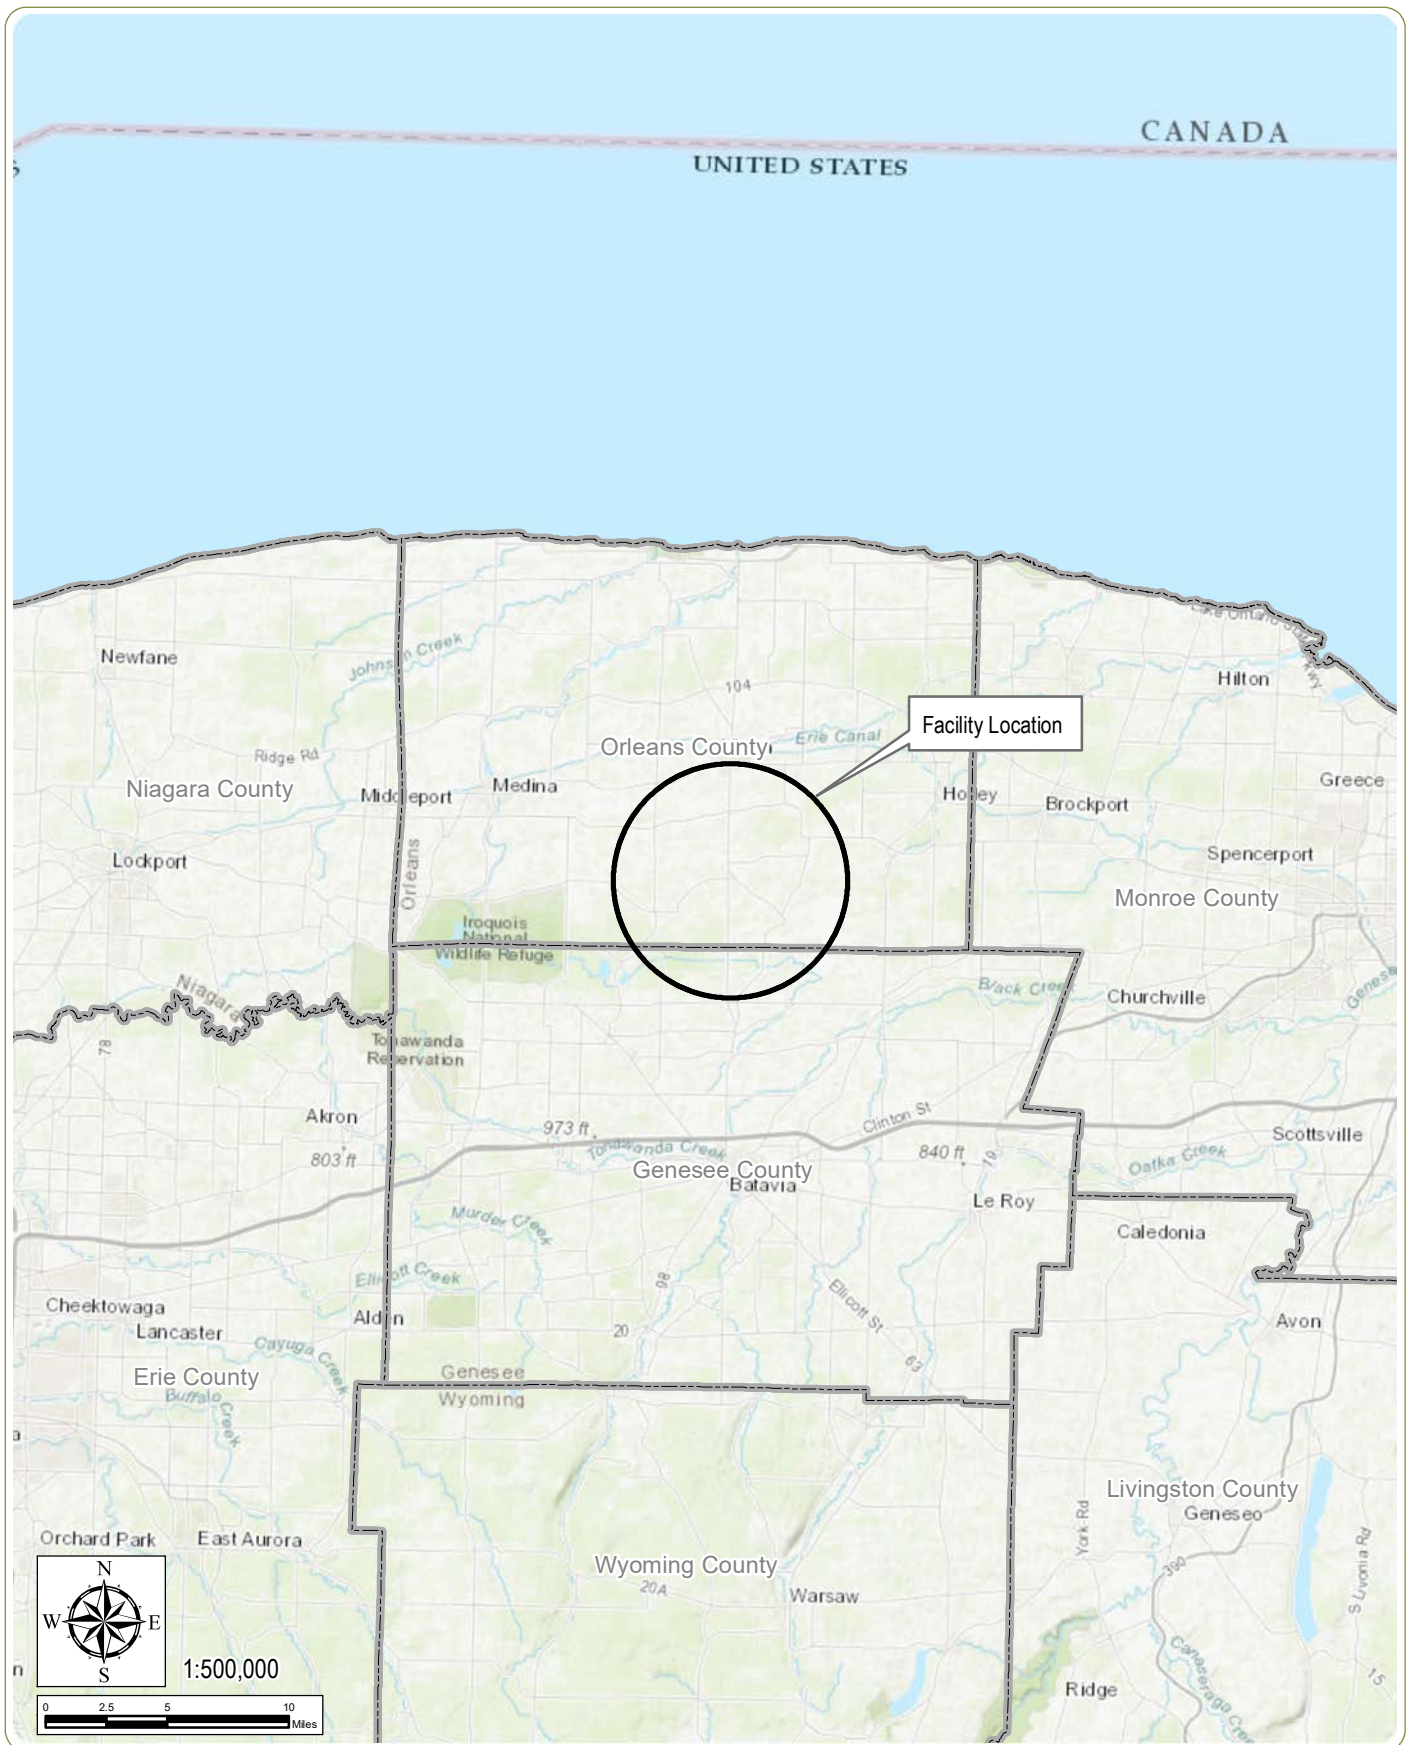 CANADA
UNITED STATES
Newfane
Johnson Creek
104
Hilton
Facility Location
Orleans County
Erie Canal
Ridge Rd
Niagara County
Middleport
Medina
Holley
Brockport
Greece
Lockport
Orleans
Spencerport
Monroe County
Iroquois
National
Wildlife Refuge
Niagara
Black Creek
Churchville
78
Tonawanda
Reservation
Akron
973 ft
Clinton St
803 ft
Tonawanda Creek
840 ft
19
Scottsville
Oatka Creek
Genesee County
Batavia
Le Roy
Murder Creek
Caledonia
Ellicott Creek
98
Ellicott St
Cheektowaga
Alden
Lancaster
20
Avon
Cayuga Creek
63
Erie County
Genesee
Buffalo Creek
Wyoming
Livingston County
Geneseo
Orchard Park
East Aurora
York Rd
Wyoming County
20A
390
Warsaw
S Livonia Rd
N
W
E
S
1:500,000
15
Ridge
0 2.5 5 10
Miles